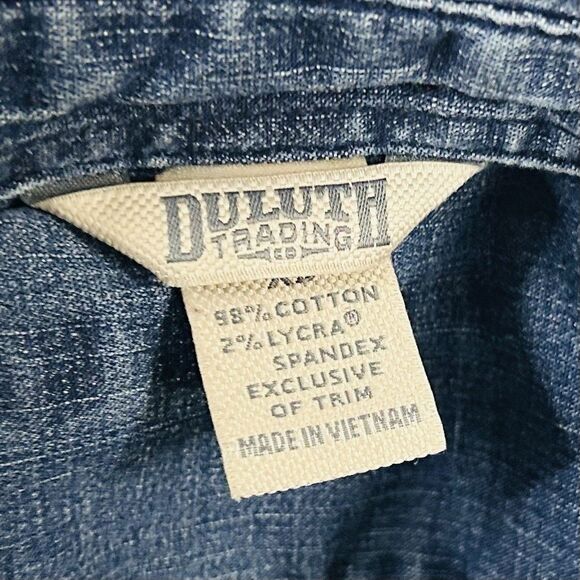 DULUTH
TRADING
CO
98% COTTON
2% LYCRA®
SPANDEX
EXCLUSIVE
OF TRIM
MADE IN VIETNAM